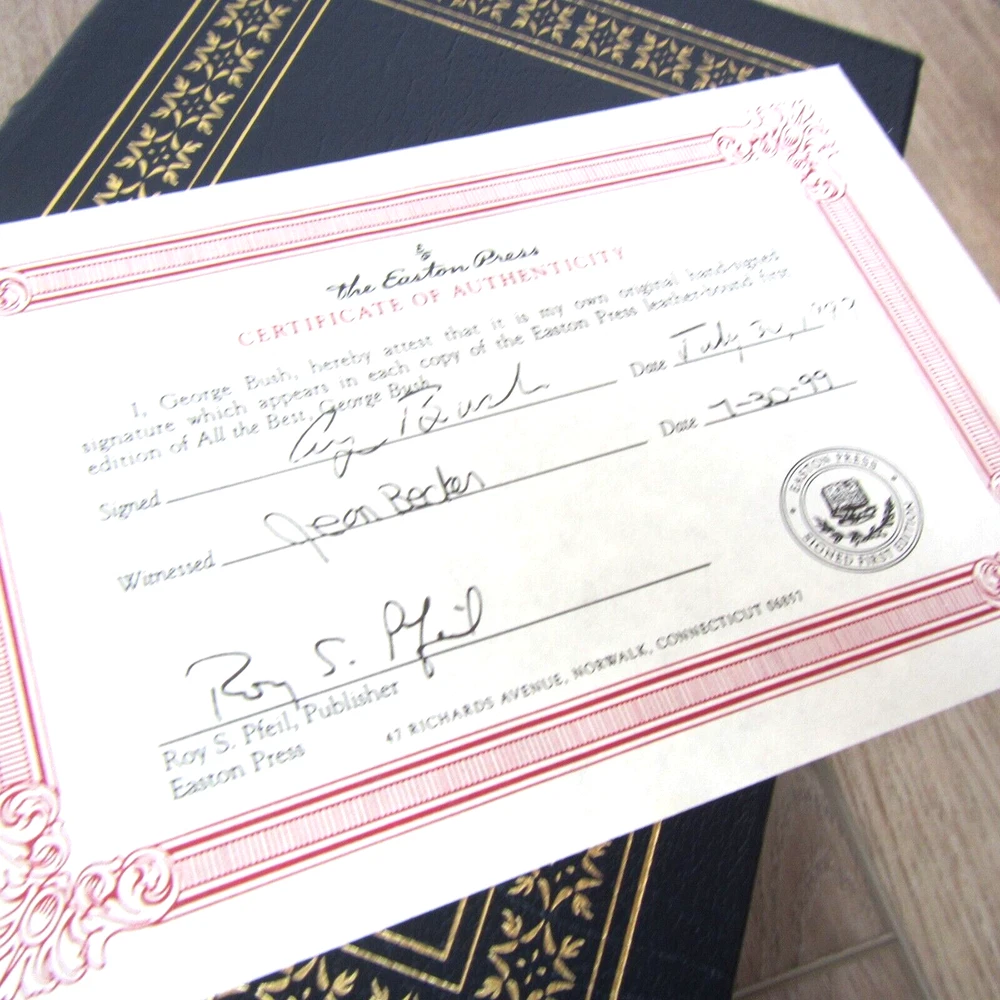 the Easton Press
CERTIFICATE OF AUTHENTICITY
I, George Bush, hereby attest that it is my own original hand-signed
signature which appears in each copy of the Easton Press leather-bound first
edition of All the Best, George Bush.
Signed George Bush Date July 30, 1999
Witnessed Jean Becker Date 7-30-99
EASTON PRESS
SIGNED FIRST EDITION
Roy S. Pfeil
Roy S. Pfeil, Publisher
Easton Press
47 RICHARDS AVENUE, NORWALK, CONNECTICUT 06857